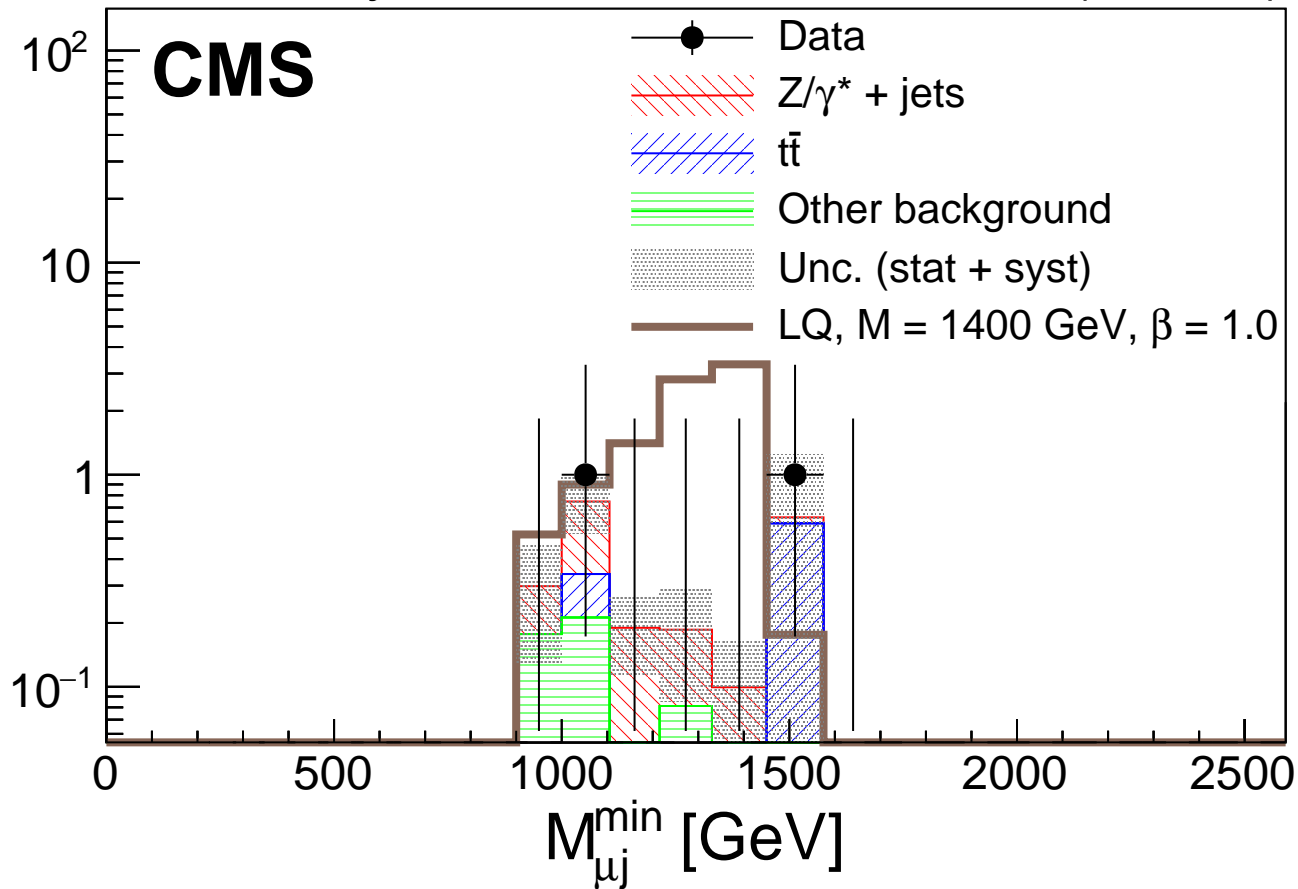 CMS
Data
Z/γ* + jets
tt̄
Other background
Unc. (stat + syst)
LQ, M = 1400 GeV, β = 1.0
10²
10
1
10⁻¹
0 500 1000 1500 2000 2500
M^min_μj [GeV]